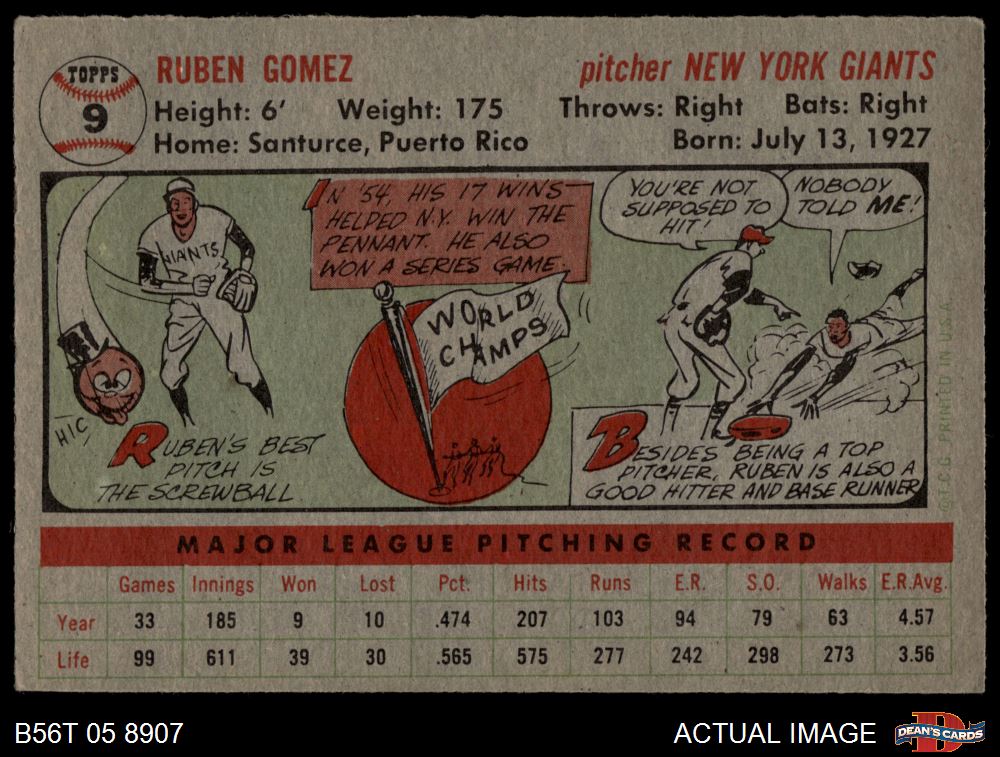 TOPPS
9
RUBEN GOMEZ
pitcher NEW YORK GIANTS
Height: 6' Weight: 175 Throws: Right Bats: Right
Home: Santurce, Puerto Rico Born: July 13, 1927
GIANTS
HIC
RUBEN'S BEST
PITCH IS
THE SCREWBALL
IN '54, HIS 17 WINS
HELPED N.Y. WIN THE
PENNANT. HE ALSO
WON A SERIES GAME.
WORLD
CHAMPS
YOU'RE NOT
SUPPOSED TO
HIT!
NOBODY
TOLD ME!
BESIDES BEING A TOP
PITCHER, RUBEN IS ALSO A
GOOD HITTER AND BASE RUNNER
© T.C.G. PRINTED IN U.S.A.
MAJOR LEAGUE PITCHING RECORD
Games Innings Won Lost Pct. Hits Runs E.R. S.O. Walks E.R.Avg.
Year 33 185 9 10 .474 207 103 94 79 63 4.57
Life 99 611 39 30 .565 575 277 242 298 273 3.56
B56T 05 8907
ACTUAL IMAGE
D
DEAN'S CARDS